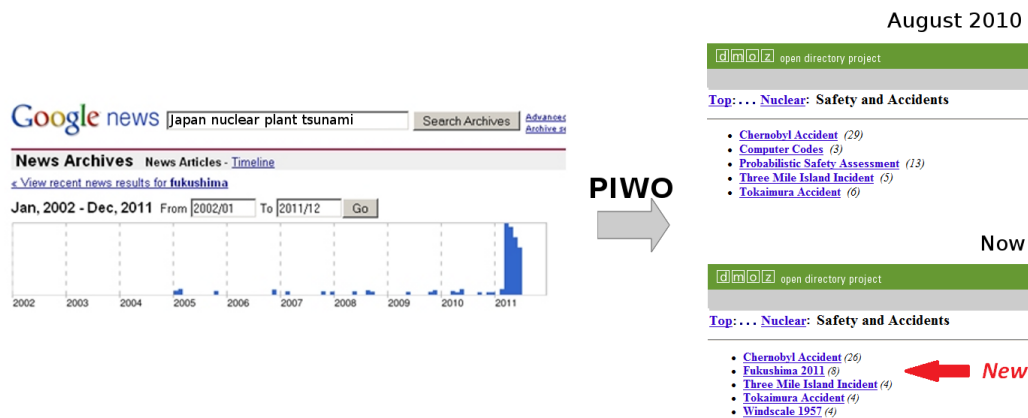 Google news Japan nuclear plant tsunami Search Archives Advanced
Archive se
News Archives News Articles - Timeline
« View recent news results for fukushima
Jan, 2002 - Dec, 2011 From 2002/01 To 2011/12 Go
2002 2003 2004 2005 2006 2007 2008 2009 2010 2011
PIWO
August 2010
dmoz open directory project
Top: . . . Nuclear: Safety and Accidents
Chernobyl Accident (29)
Computer Codes (3)
Probabilistic Safety Assessment (13)
Three Mile Island Incident (5)
Tokaimura Accident (6)
Now
dmoz open directory project
Top: . . . Nuclear: Safety and Accidents
Chernobyl Accident (26)
Fukushima 2011 (8) New
Three Mile Island Incident (4)
Tokaimura Accident (4)
Windscale 1957 (4)